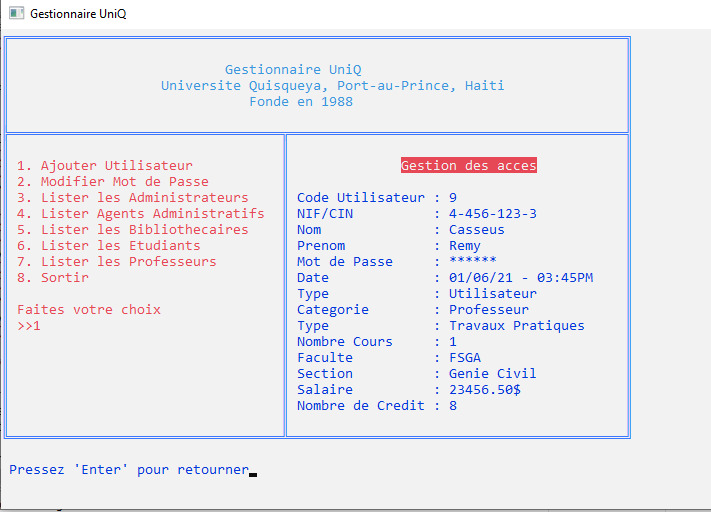 Gestionnaire UniQ
Gestionnaire UniQ
Universite Quisqueya, Port-au-Prince, Haiti
Fonde en 1988
1. Ajouter Utilisateur
2. Modifier Mot de Passe
3. Lister les Administrateurs
4. Lister Agents Administratifs
5. Lister les Bibliothecaires
6. Lister les Etudiants
7. Lister les Professeurs
8. Sortir
Faites votre choix
>>1
Gestion des acces
Code Utilisateur : 9
NIF/CIN : 4-456-123-3
Nom : Casseus
Prenom : Remy
Mot de Passe : ******
Date : 01/06/21 - 03:45PM
Type : Utilisateur
Categorie : Professeur
Type : Travaux Pratiques
Nombre Cours : 1
Faculte : FSGA
Section : Genie Civil
Salaire : 23456.50$
Nombre de Credit : 8
Pressez 'Enter' pour retourner